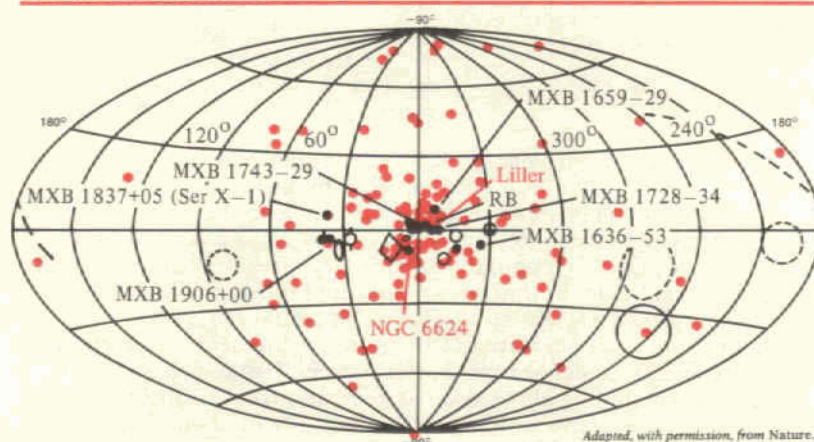 −90°
MXB 1659−29
180°
120°
60°
300°
240°
180°
MXB 1743−29
Liller
MXB 1837+05 (Ser X−1)
RB
MXB 1728−34
MXB 1636−53
MXB 1906+00
NGC 6624
Adapted, with permission, from Nature.